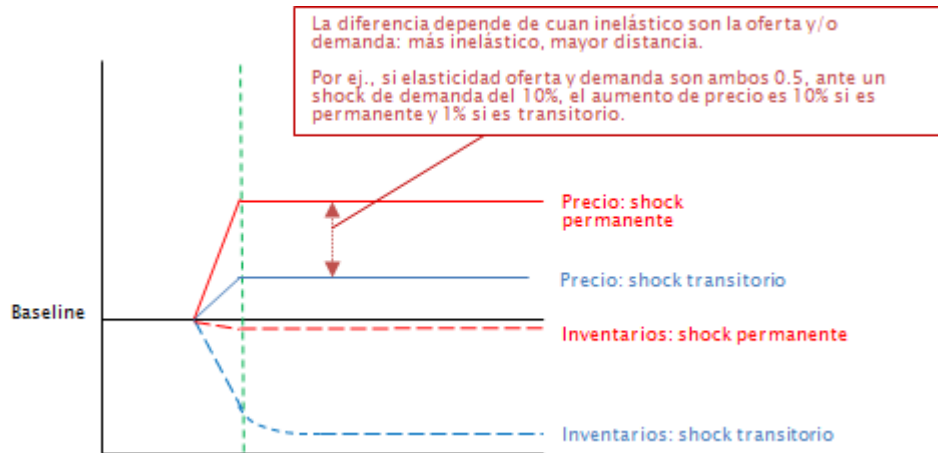 La diferencia depende de cuan inelástico son la oferta y/o
demanda: más inelástico, mayor distancia.
Por ej., si elasticidad oferta y demanda son ambos 0.5, ante un
shock de demanda del 10%, el aumento de precio es 10% si es
permanente y 1% si es transitorio.
Precio: shock
permanente
Precio: shock transitorio
Baseline
Inventarios: shock permanente
Inventarios: shock transitorio